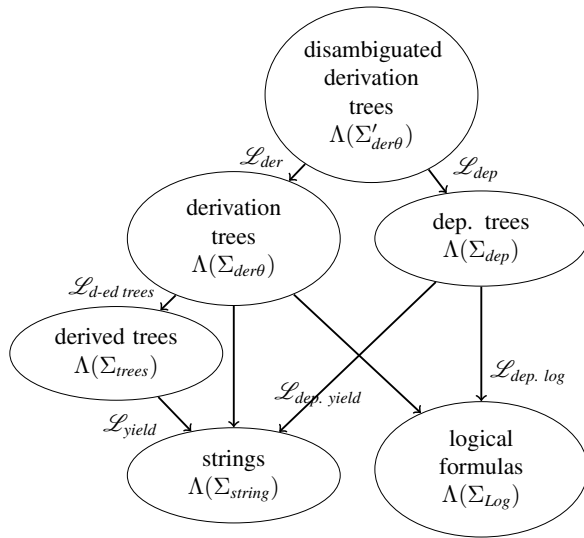 disambiguated
derivation
trees
Λ(Σ′derθ)
ℒder
ℒdep
derivation
trees
Λ(Σderθ)
dep. trees
Λ(Σdep)
ℒd-ed trees
derived trees
Λ(Σtrees)
ℒdep. yield
ℒdep. log
ℒyield
strings
Λ(Σstring)
logical
formulas
Λ(ΣLog)